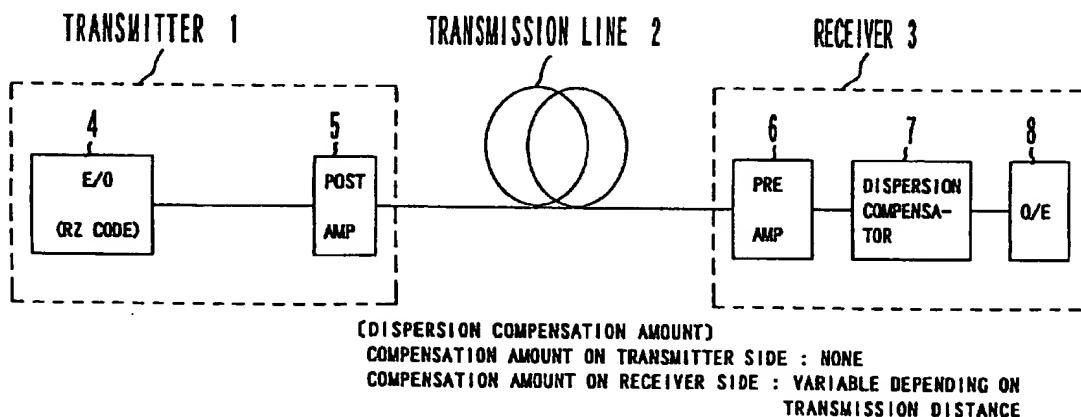 TRANSMITTER 1
TRANSMISSION LINE 2
RECEIVER 3
4
5
6
7
8
E/O
(RZ CODE)
POST
AMP
PRE
AMP
DISPERSION
COMPENSA-
TOR
O/E
(DISPERSION COMPENSATION AMOUNT)
COMPENSATION AMOUNT ON TRANSMITTER SIDE : NONE
COMPENSATION AMOUNT ON RECEIVER SIDE : VARIABLE DEPENDING ON
TRANSMISSION DISTANCE